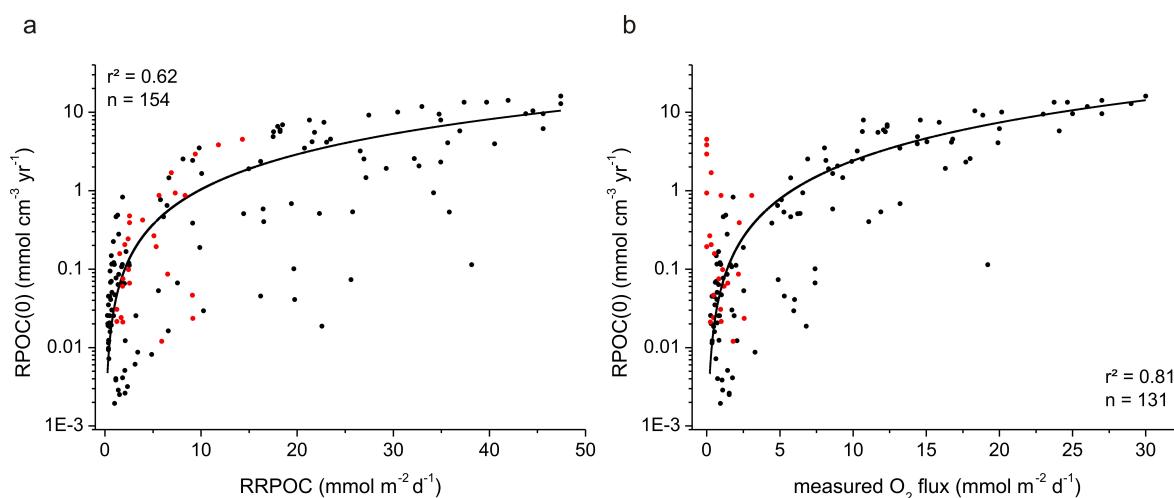 a
r² = 0.62
n = 154
10
1
0.1
0.01
1E-3
RPOC(0) (mmol cm⁻³ yr⁻¹)
0 10 20 30 40 50
RRPOC (mmol m⁻² d⁻¹)
b
10
1
0.1
0.01
1E-3
RPOC(0) (mmol cm⁻³ yr⁻¹)
r² = 0.81
n = 131
0 5 10 15 20 25 30
measured O₂ flux (mmol m⁻² d⁻¹)